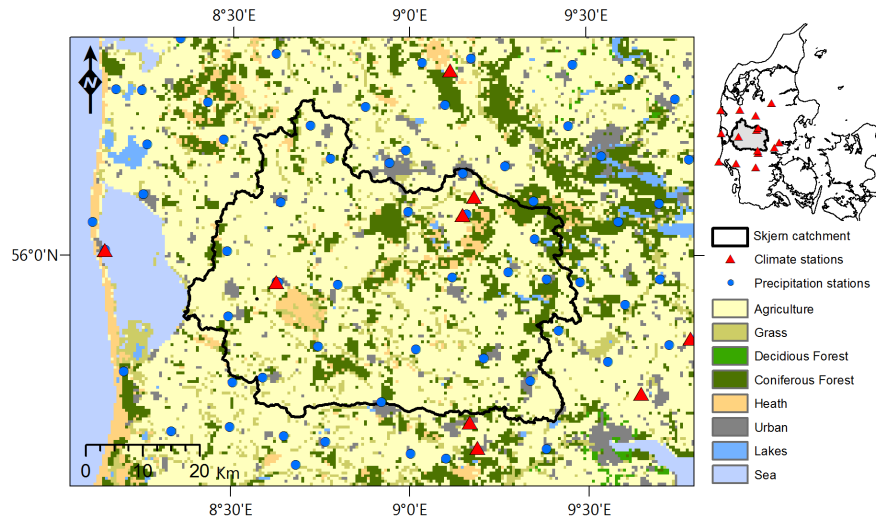 8°30'E 9°0'E 9°30'E
N
56°0'N
Skjern catchment
Climate stations
Precipitation stations
Agriculture
Grass
Decidious Forest
Coniferous Forest
Heath
Urban
Lakes
Sea
0 10 20 Km
8°30'E 9°0'E 9°30'E